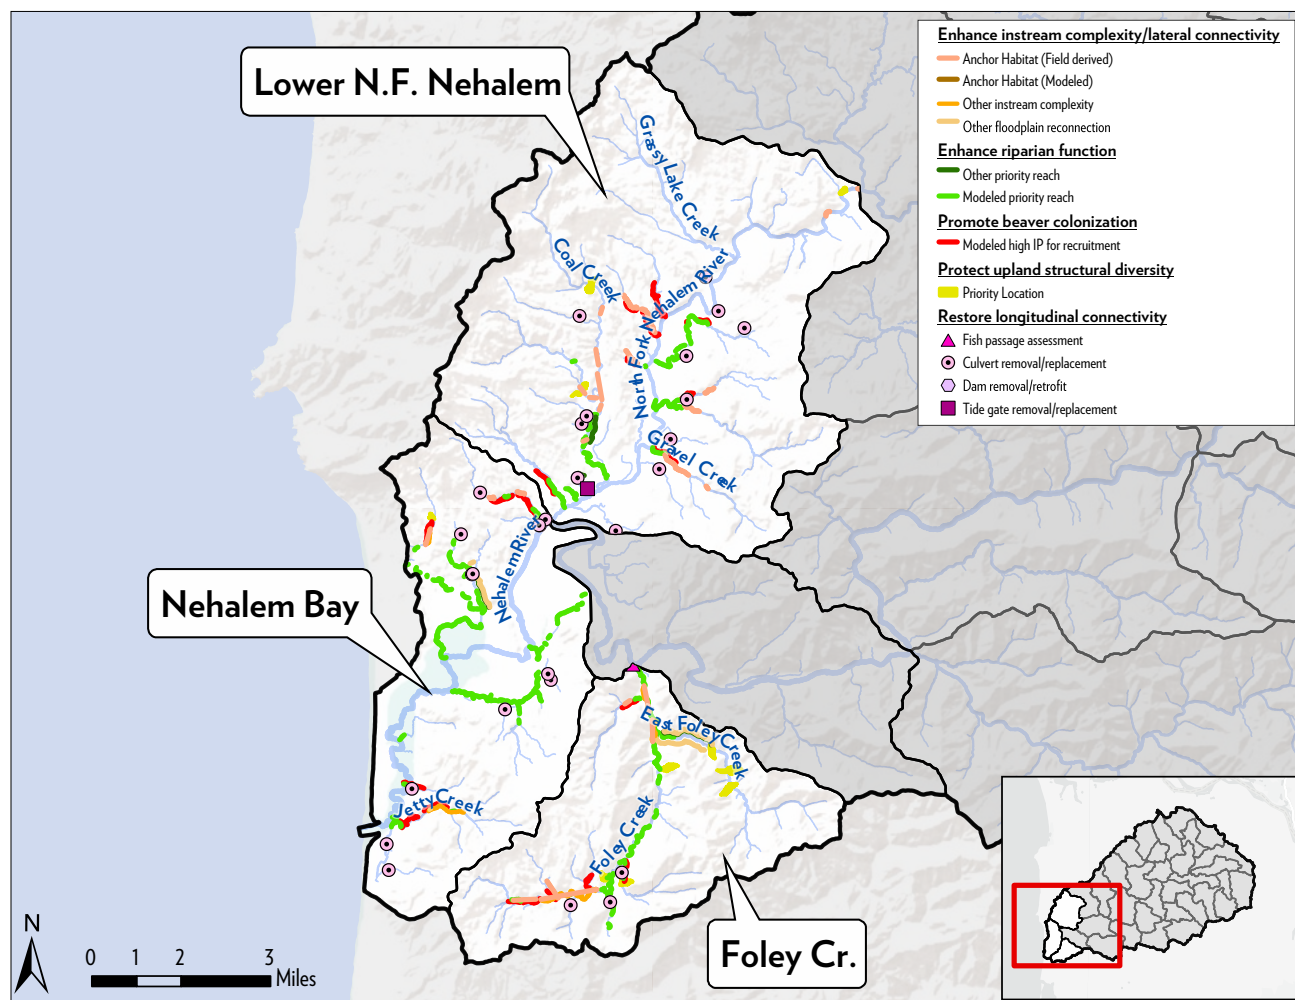 Lower N.F. Nehalem
Nehalem Bay
Foley Cr.
Grassy Lake Creek
Coal Creek
North Fork Nehalem River
Gravel Creek
Nehalem River
East Foley Creek
Foley Creek
Jetty Creek
Enhance instream complexity/lateral connectivity
Anchor Habitat (Field derived)
Anchor Habitat (Modeled)
Other instream complexity
Other floodplain reconnection
Enhance riparian function
Other priority reach
Modeled priority reach
Promote beaver colonization
Modeled high IP for recruitment
Protect upland structural diversity
Priority Location
Restore longitudinal connectivity
Fish passage assessment
Culvert removal/replacement
Dam removal/retrofit
Tide gate removal/replacement
N
0 1 2 3
Miles